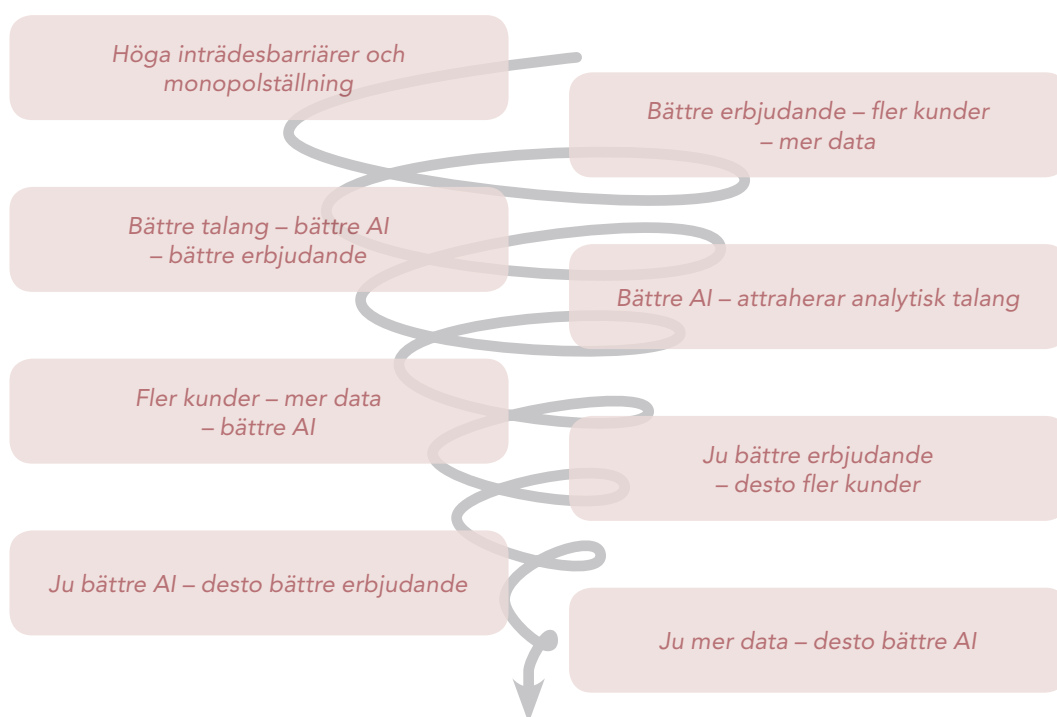 Höga inträdesbarriärer och
monopolställning
Bättre erbjudande – fler kunder
– mer data
Bättre talang – bättre AI
– bättre erbjudande
Bättre AI – attraherar analytisk talang
Fler kunder – mer data
– bättre AI
Ju bättre erbjudande
– desto fler kunder
Ju bättre AI – desto bättre erbjudande
Ju mer data – desto bättre AI